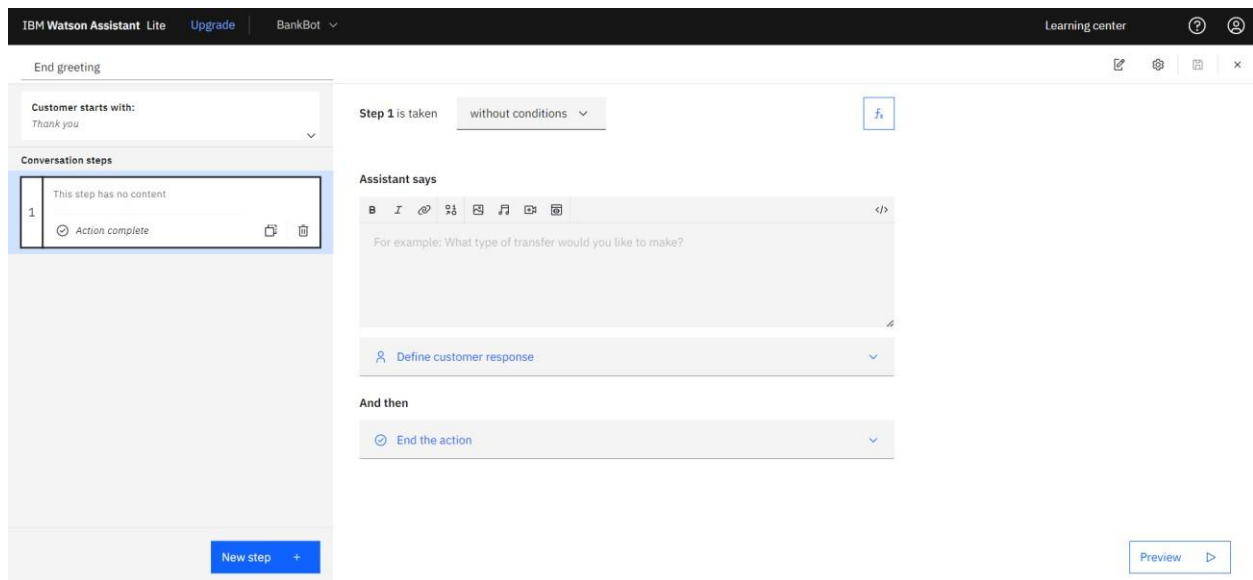 IBM Watson Assistant Lite Upgrade BankBot Learning center
End greeting
Customer starts with:
Thank you
Conversation steps
1
This step has no content
Action complete
New step +
Step 1 is taken without conditions
Assistant says
B I </>
For example: What type of transfer would you like to make?
Define customer response
And then
End the action
Preview